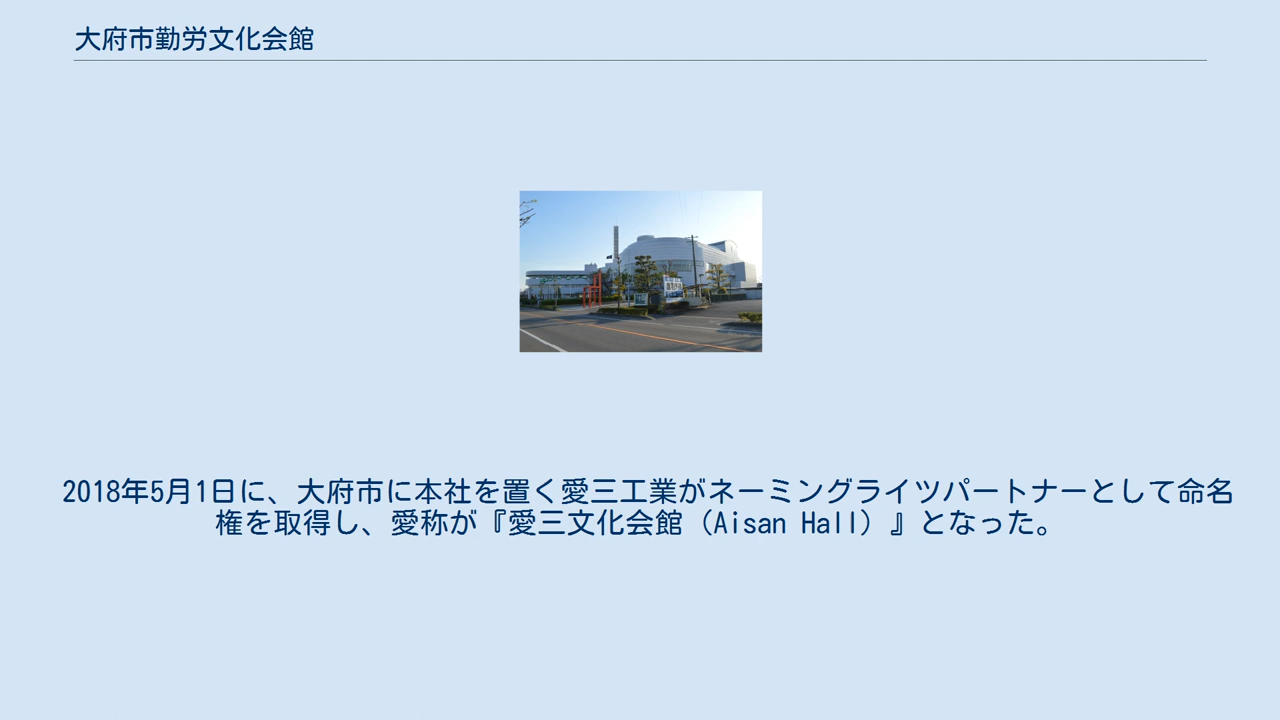 大府市勤労文化会館
2018年5月1日に、大府市に本社を置く愛三工業がネーミングライツパートナーとして命名
権を取得し、愛称が『愛三文化会館（Aisan Hall）』となった。